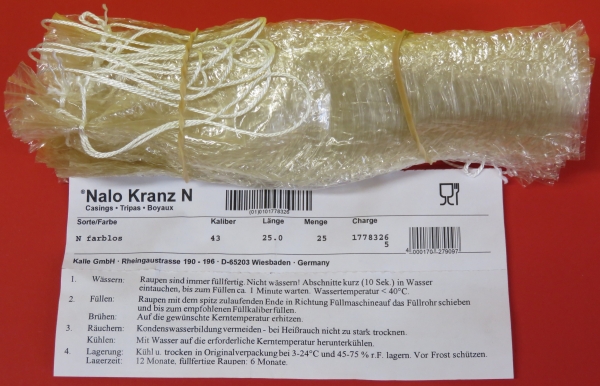 ®Nalo Kranz N
Casings • Tripas • Boyaux
(01)0101778326
Sorte/Farbe Kaliber Länge Menge Charge
N farblos 43 25.0 25 1778326
5
4 0001707-279097
Kalle GmbH · Rheingaustrasse 190 - 196 · D-65203 Wiesbaden · Germany
1. Wässern: Raupen sind immer füllfertig. Nicht wässern! Abschnitte kurz (10 Sek.) in Wasser
eintauchen, bis zum Füllen ca. 1 Minute warten. Wassertemperatur < 40°C.
2. Füllen: Raupen mit dem spitz zulaufenden Ende in Richtung Füllmaschine auf das Füllrohr schieben
und bis zum empfohlenen Füllkaliber füllen.
Brühen: Auf die gewünschte Kerntemperatur erhitzen.
3. Räuchern: Kondenswasserbildung vermeiden - bei Heißrauch nicht zu stark trocknen.
Kühlen: Mit Wasser auf die erforderliche Kerntemperatur herunterkühlen.
4. Lagerung: Kühl u. trocken in Originalverpackung bei 3-24°C und 45-75 % r.F. lagern. Vor Frost schützen.
Lagerzeit: 12 Monate, füllfertige Raupen: 6 Monate.